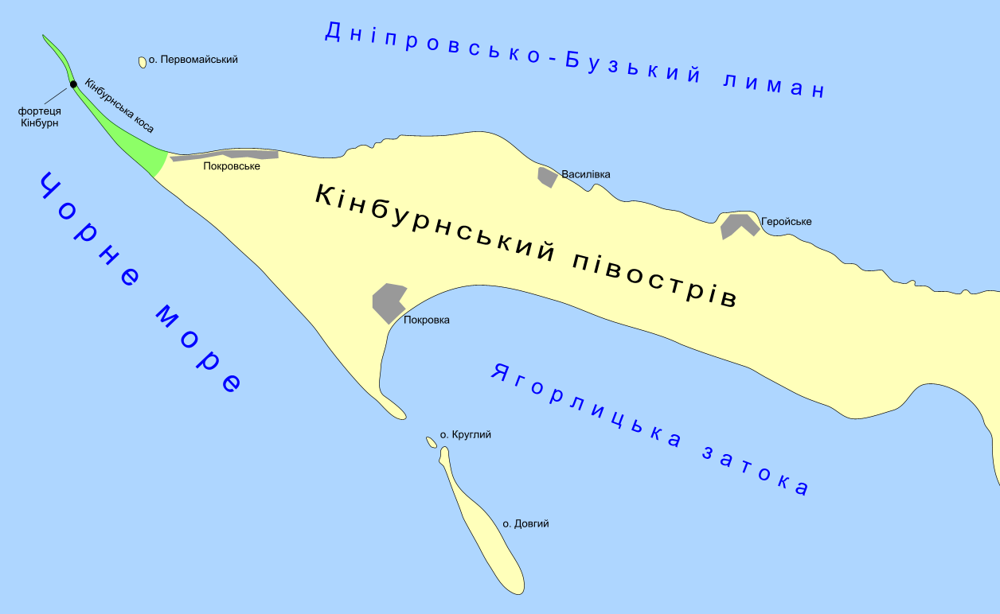 Дніпровсько-Бузький лиман
о. Первомайський
Кінбурнська коса
фортеця
Кінбурн
Покровське
Василівка
Чорне море
Кінбурнський півострів
Геройське
Покровка
Ягорлицька затока
о. Круглий
о. Довгий